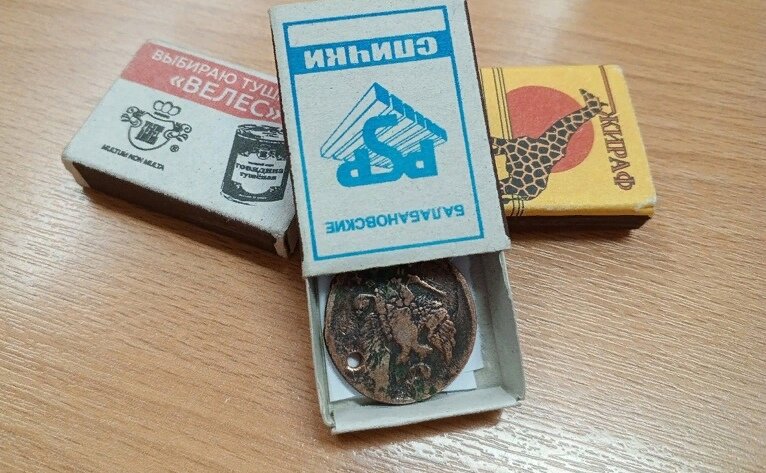 ВЫБИРАЮ ТУШ
«ВЕЛЕС»
MULTUM NON MULTA
®
говядина
тушёная
СПИЧКИ
PSP
БАЛАБАНОВСКИЕ
ЖИРАФ